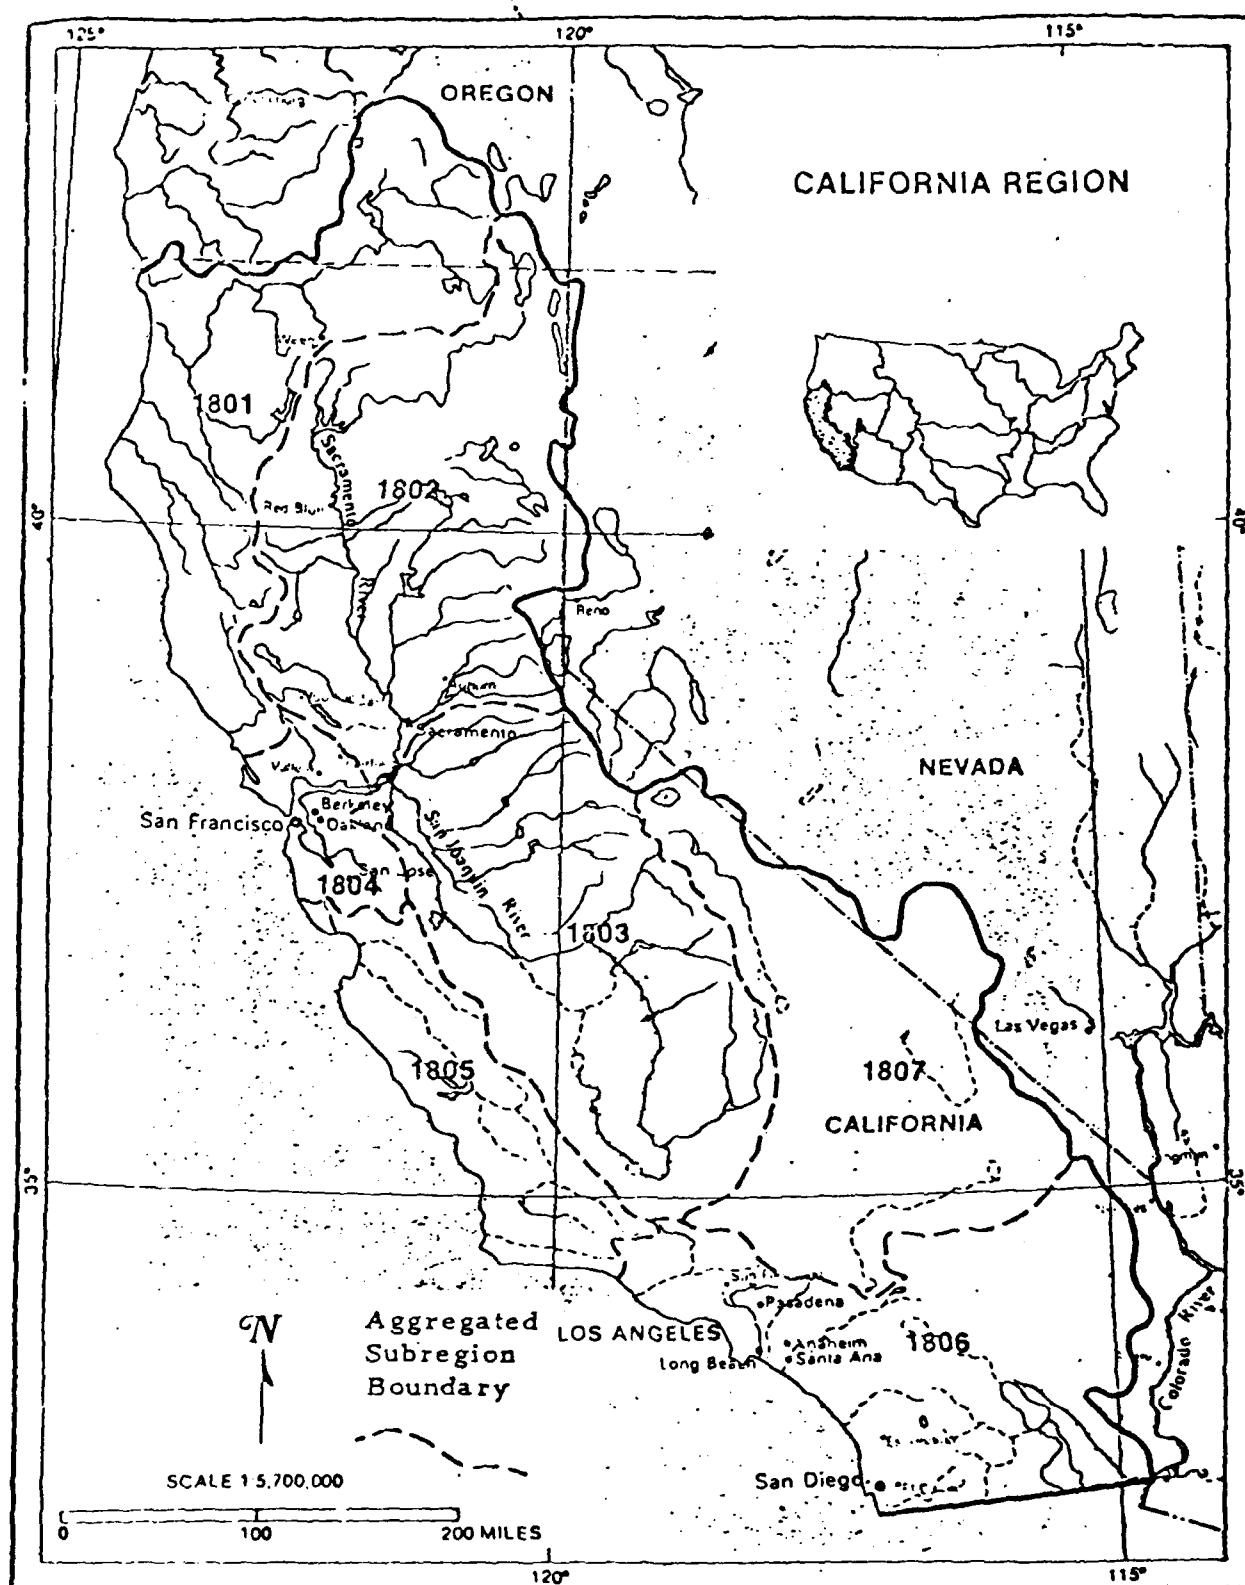 125°
120°
115°
OREGON
CALIFORNIA REGION
Weed
1801
Sacramento
River
1802
Red Bluff
40°
40°
Reno
Auburn
Sacramento
NEVADA
Berkeley
San Francisco
Oakland
San Jose
1804
San Joaquin
River
1803
Las Vegas
1805
1807
CALIFORNIA
35°
35°
Pasadena
LOS ANGELES
Anaheim
Long Beach
Santa Ana
1806
Colorado River
San Diego
N
Aggregated
Subregion
Boundary
SCALE 1:5,700,000
0 100 200 MILES
120°
115°